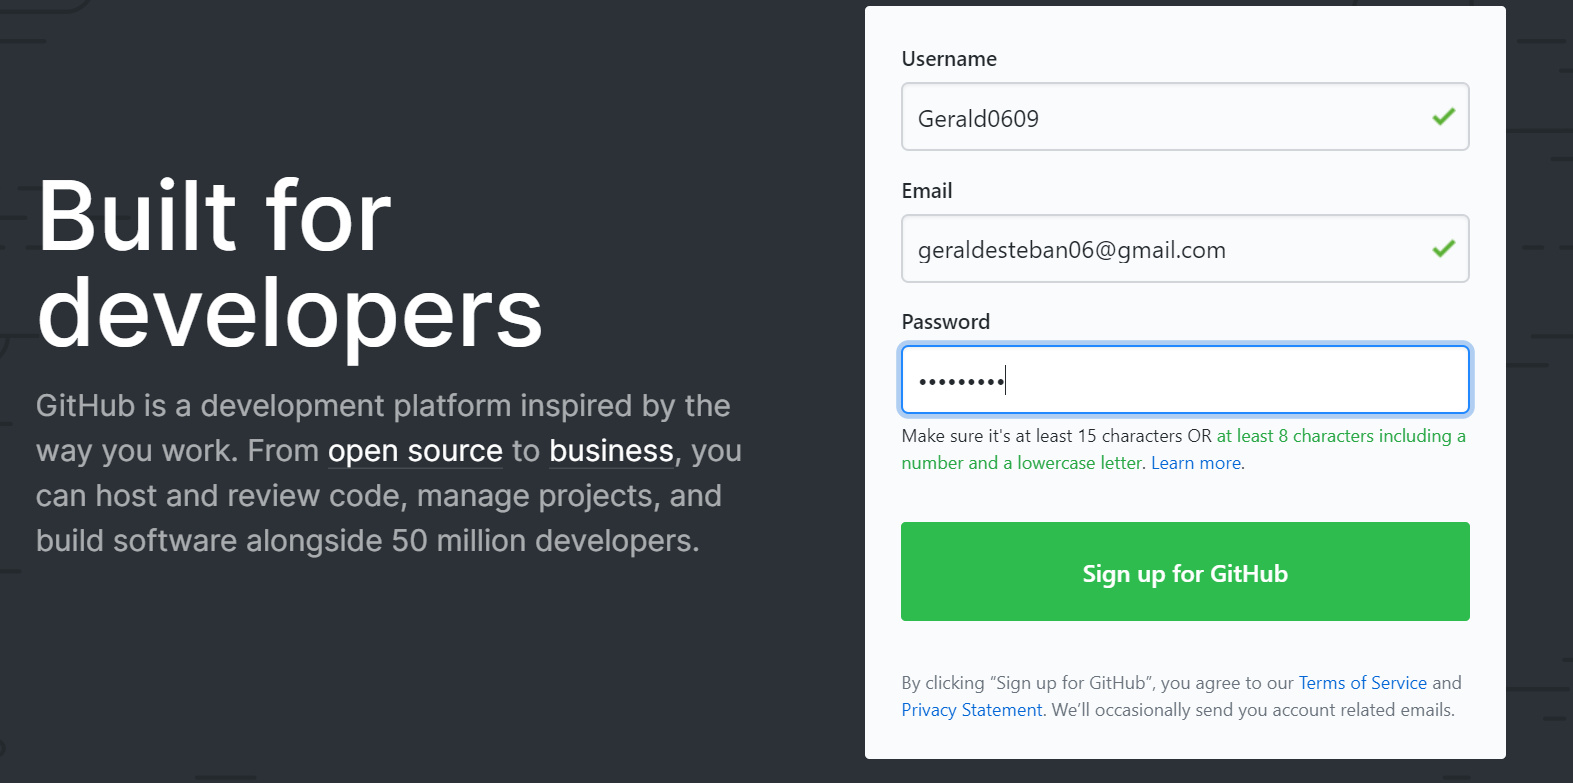 Built for
developers
GitHub is a development platform inspired by the
way you work. From open source to business, you
can host and review code, manage projects, and
build software alongside 50 million developers.
Username
Gerald0609
Email
geraldesteban06@gmail.com
Password
•••••••••
Make sure it's at least 15 characters OR at least 8 characters including a
number and a lowercase letter. Learn more.
Sign up for GitHub
By clicking “Sign up for GitHub”, you agree to our Terms of Service and
Privacy Statement. We’ll occasionally send you account related emails.